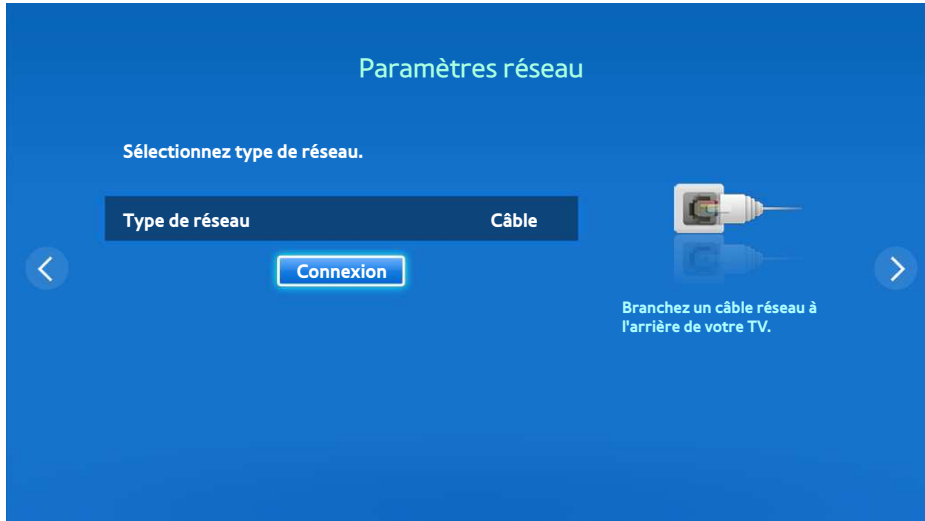 Paramètres réseau
Sélectionnez type de réseau.
Type de réseau Câble
Connexion
Branchez un câble réseau à
l'arrière de votre TV.